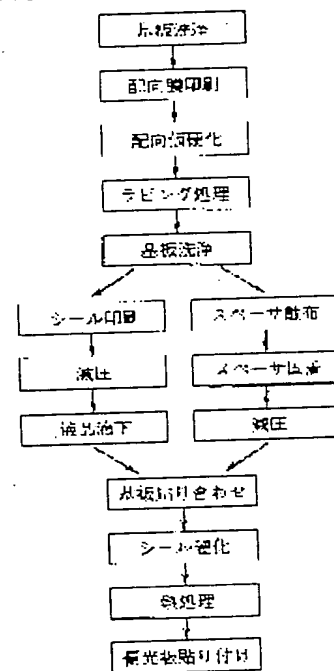 基板洗浄
配向膜印刷
配向膜硬化
ラビング処理
基板洗浄
シール印刷
減圧
液晶滴下
スペーサ散布
スペーサ固着
減圧
基板貼り合わせ
シール硬化
熱処理
偏光板貼り付け